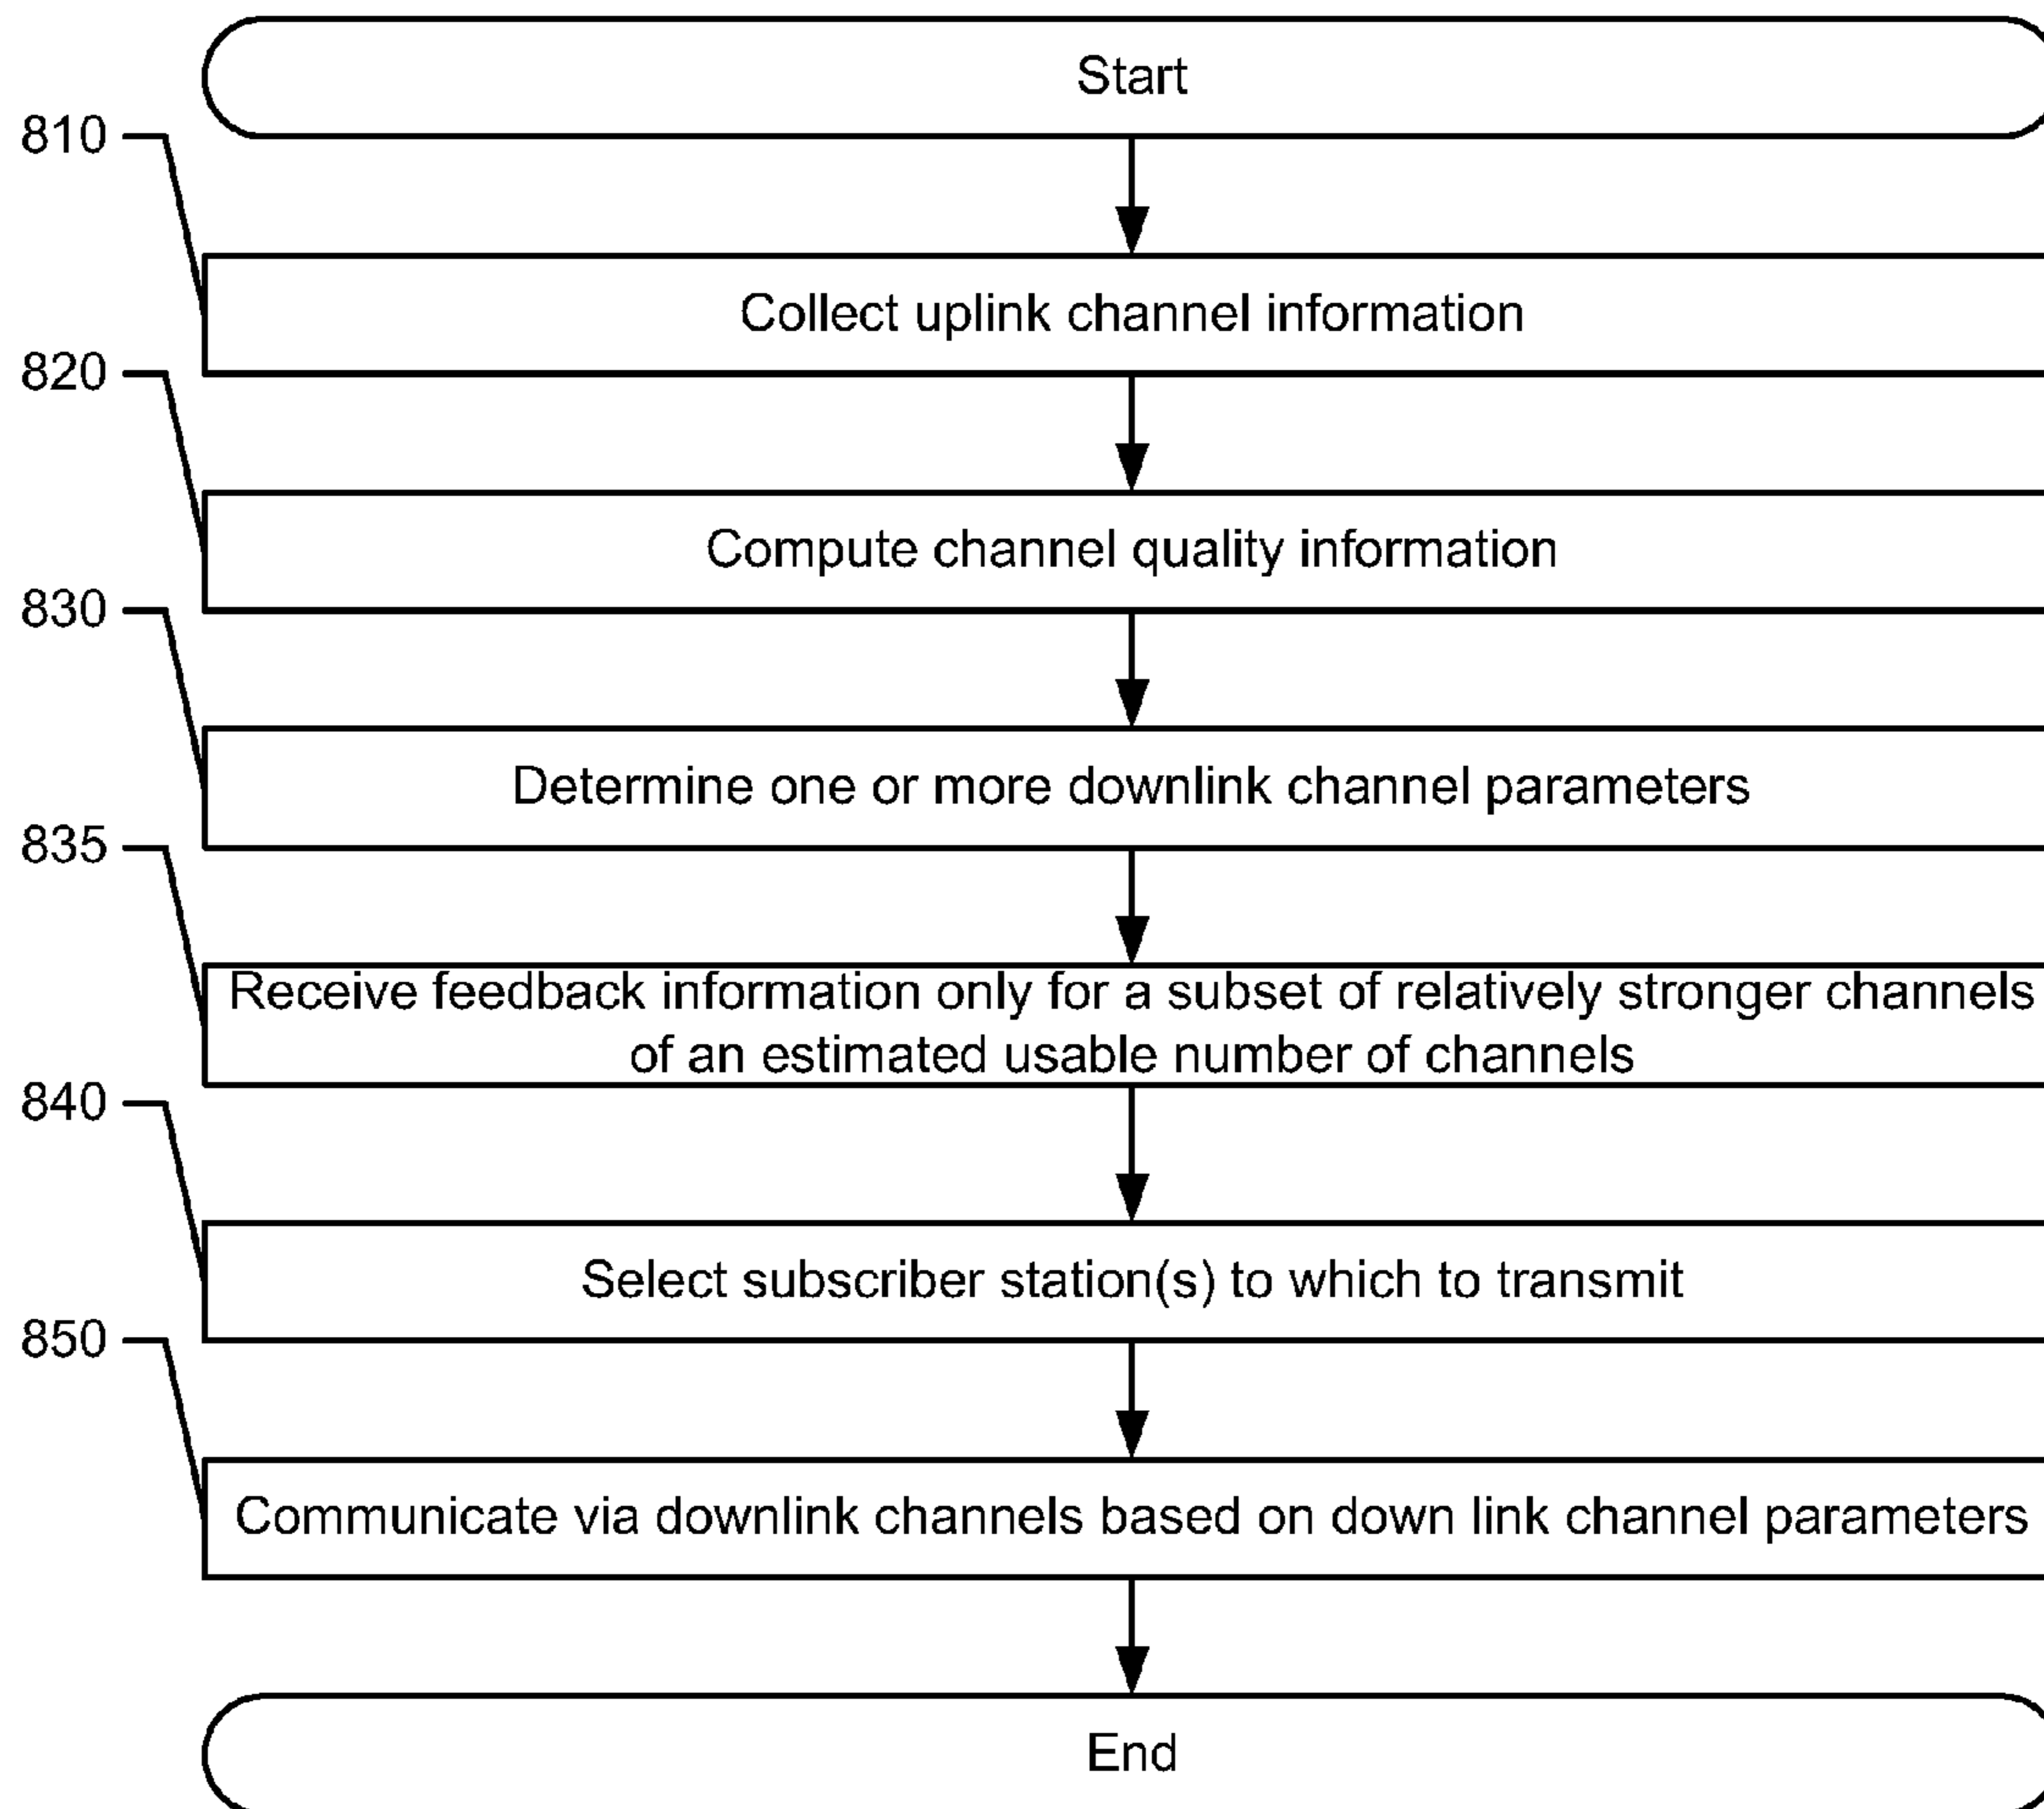 Start
810
Collect uplink channel information
820
Compute channel quality information
830
Determine one or more downlink channel parameters
835
Receive feedback information only for a subset of relatively stronger channels
of an estimated usable number of channels
840
Select subscriber station(s) to which to transmit
850
Communicate via downlink channels based on down link channel parameters
End